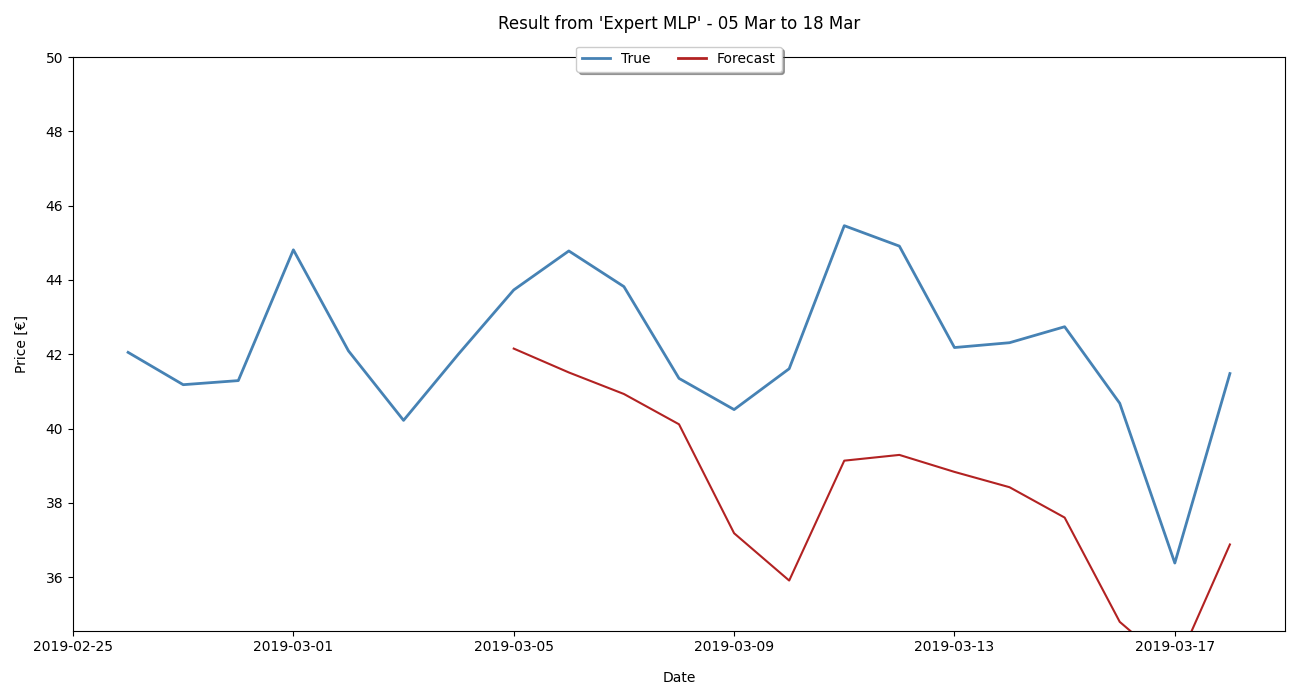 Result from 'Expert MLP' - 05 Mar to 18 Mar
True Forecast
50
48
46
44
42
40
38
36
Price [€]
2019-02-25 2019-03-01 2019-03-05 2019-03-09 2019-03-13 2019-03-17
Date